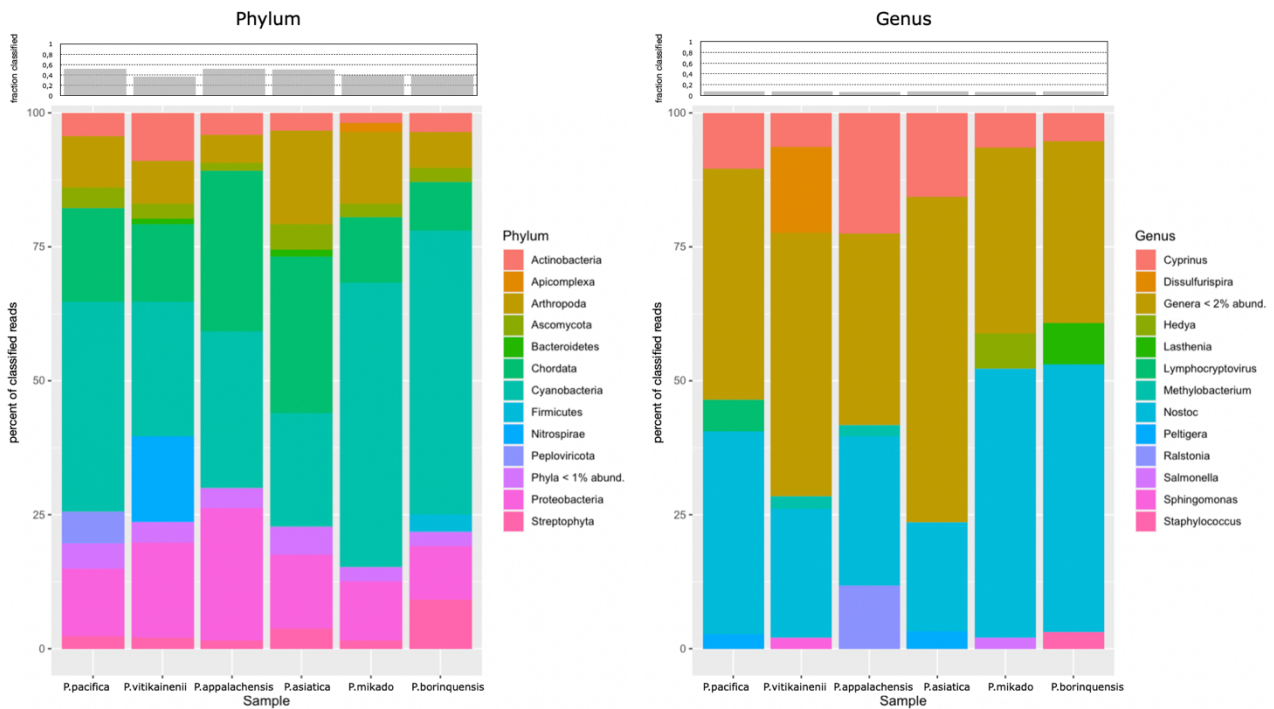 Phylum
fraction classified
1
0,8
0,6
0,4
0,2
0
percent of classified reads
100
75
50
25
0
P.pacifica
P.vitikainenii
P.appalachensis
P.asiatica
P.mikado
P.borinquensis
Sample
Phylum
Actinobacteria
Apicomplexa
Arthropoda
Ascomycota
Bacteroidetes
Chordata
Cyanobacteria
Firmicutes
Nitrospirae
Peploviricota
Phyla < 1% abund.
Proteobacteria
Streptophyta
Genus
fraction classified
1
0,8
0,6
0,4
0,2
0
percent of classified reads
100
75
50
25
0
P.pacifica
P.vitikainenii
P.appalachensis
P.asiatica
P.mikado
P.borinquensis
Sample
Genus
Cyprinus
Dissulfurispira
Genera < 2% abund.
Hedya
Lasthenia
Lymphocryptovirus
Methylobacterium
Nostoc
Peltigera
Ralstonia
Salmonella
Sphingomonas
Staphylococcus